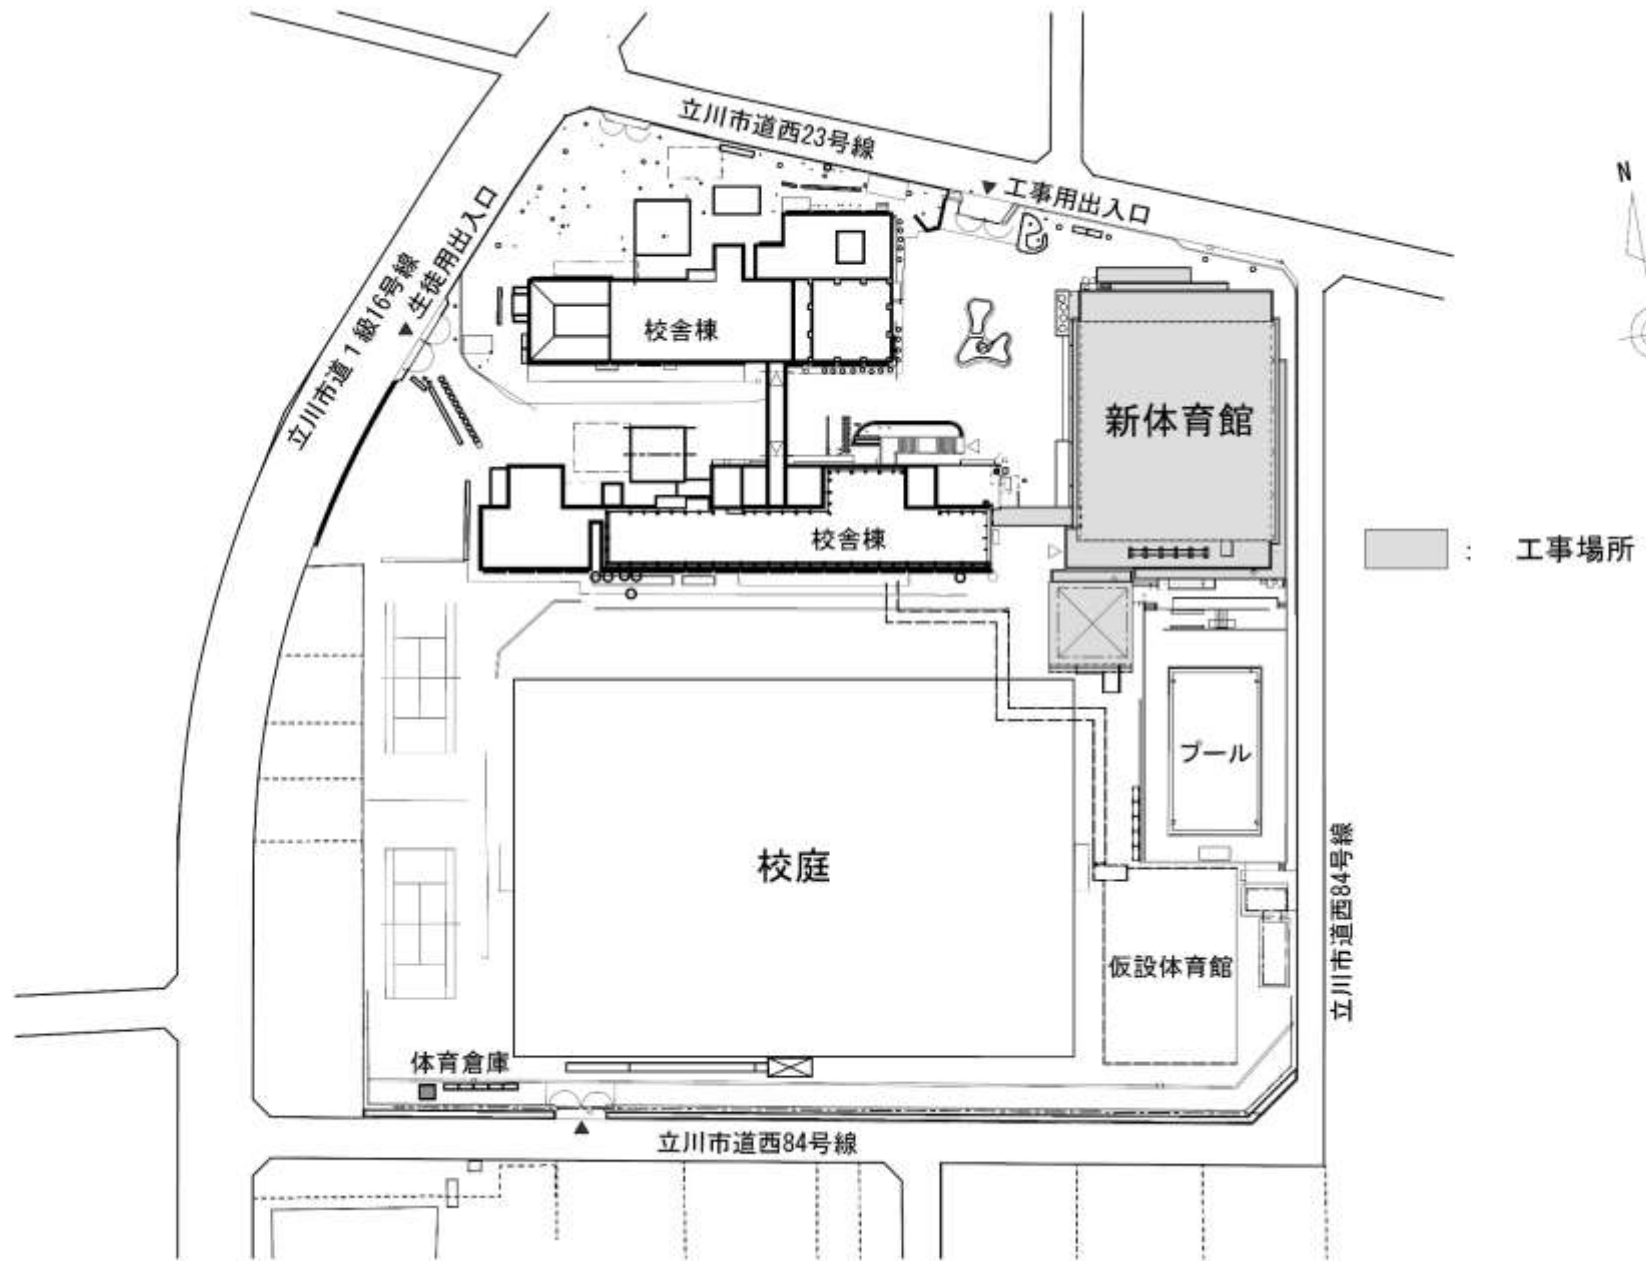 立川市道西23号線
▼工事用出入口
N
立川市道1級16号線
▼生徒用出入口
校舎棟
新体育館
校舎棟
: 工事場所
プール
校庭
立川市道西84号線
仮設体育館
体育倉庫
▲
立川市道西84号線